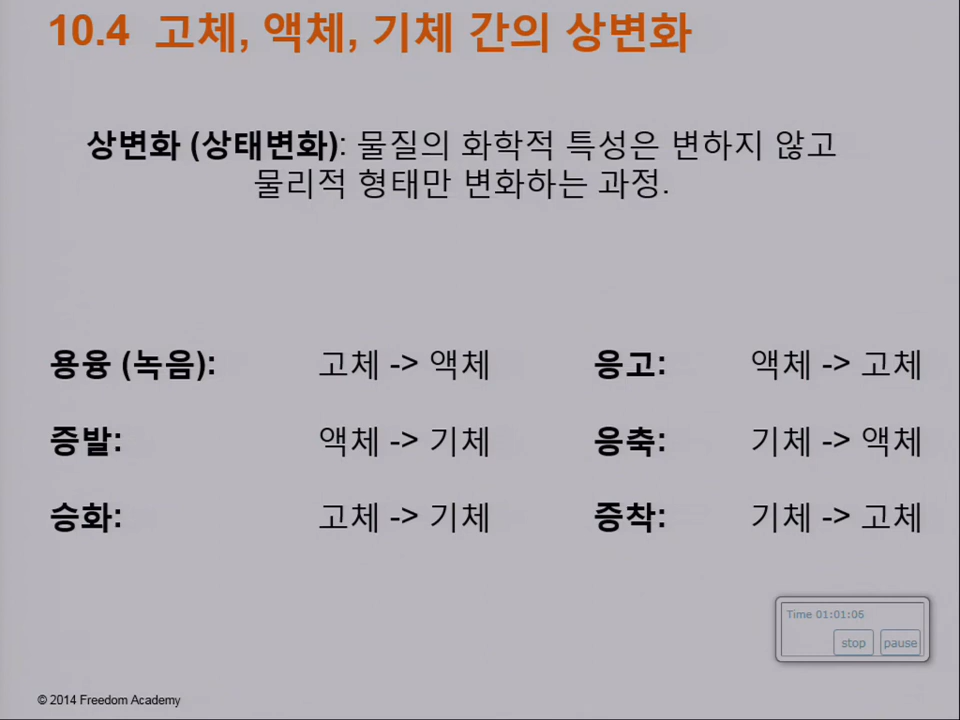 10.4 고체, 액체, 기체 간의 상변화
상변화 (상태변화): 물질의 화학적 특성은 변하지 않고
물리적 형태만 변화하는 과정.
용융 (녹음): 고체 -> 액체 응고: 액체 -> 고체
증발: 액체 -> 기체 응축: 기체 -> 액체
승화: 고체 -> 기체 증착: 기체 -> 고체
Time 01:01:05
stop pause
© 2014 Freedom Academy